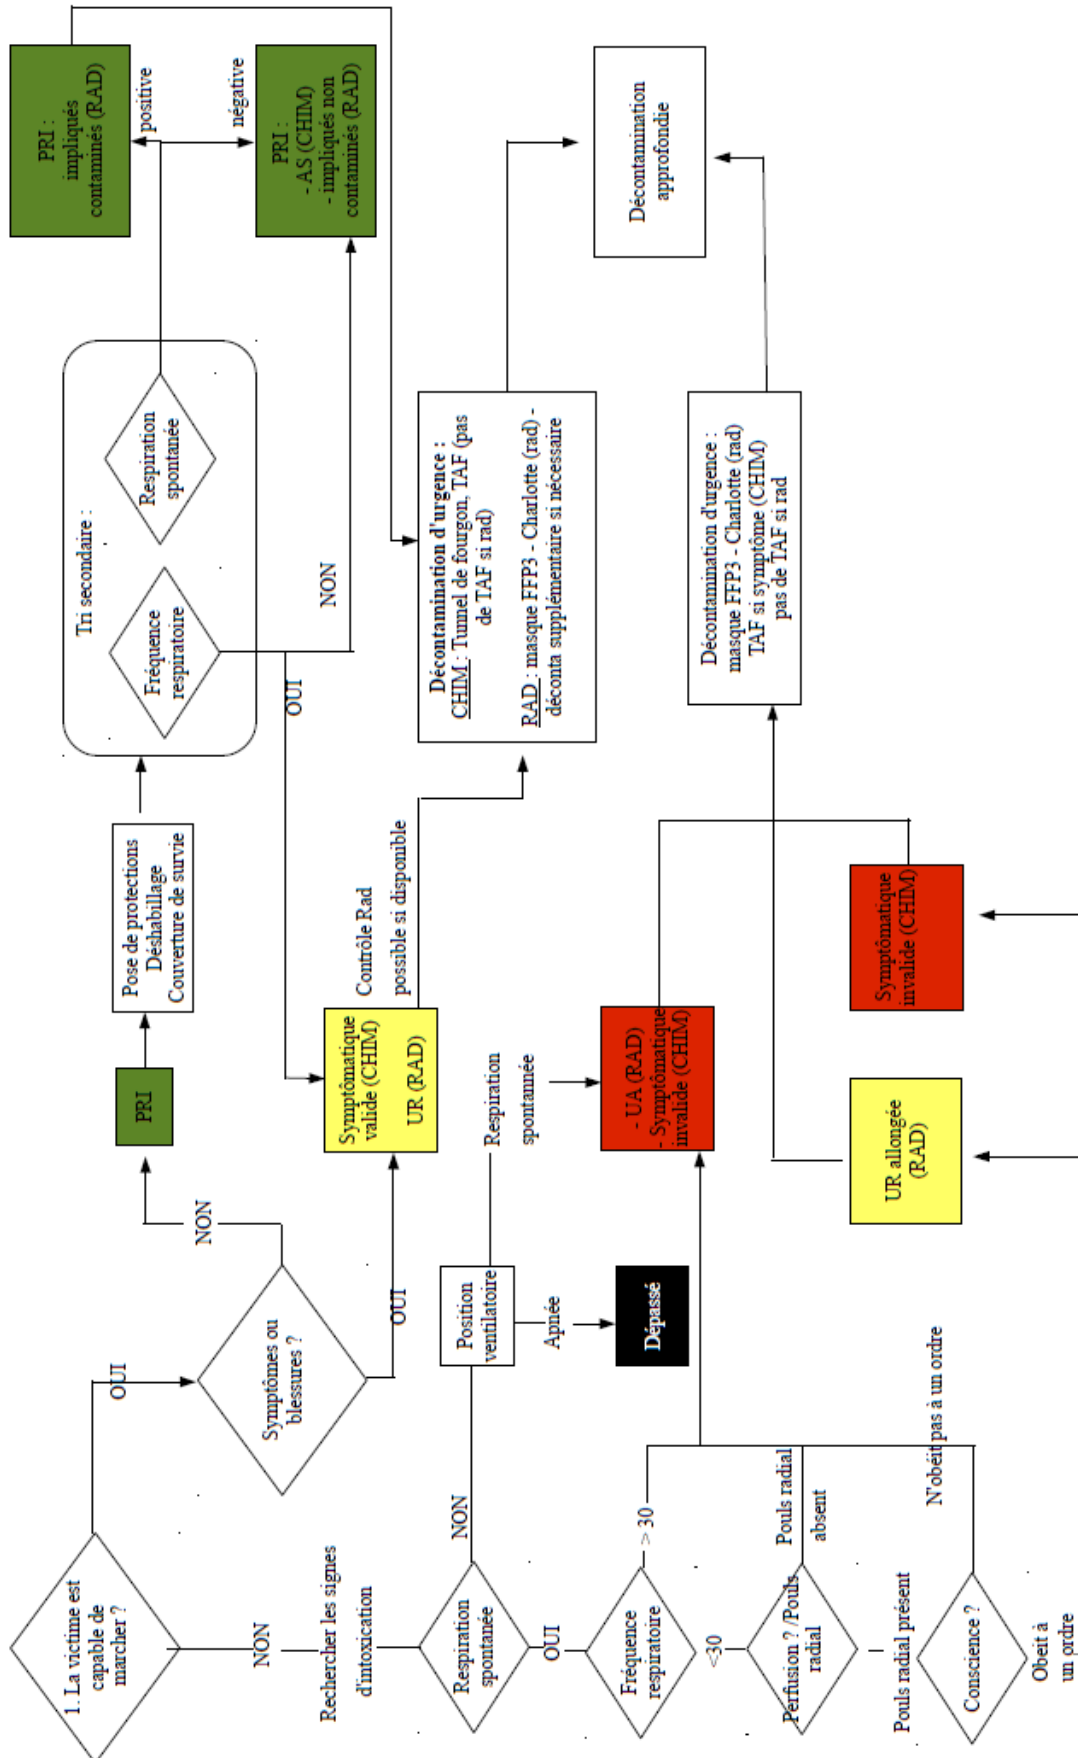 1. La victime est
capable de
marcher ?
OUI
NON
Symptômes ou
blessures ?
NON
OUI
PRI
Pose de protections
Déshabillage
Couverture de survie
Tri secondaire :
Fréquence
respiratoire
Respiration
spontanée
OUI
NON
positive
négative
PRI :
impliqués
contaminés (RAD)
PRI :
- AS (CHIM)
- impliqués non
contaminés (RAD)
Symptômatique
valide (CHIM)
UR (RAD)
Contrôle Rad
possible si disponible
Décontamination d'urgence :
CHIM : Tunnel de fourgon, TAF (pas
de TAF si rad)
RAD : masque FFP3 - Charlotte (rad) -
déconta supplémentaire si nécessaire
Décontamination
approfondie
Rechercher les signes
d'intoxication
Respiration
spontanée
NON
OUI
Position
ventilatoire
Respiration
spontannée
Apnée
Dépassé
- UA (RAD)
- Symptômatique
invalide (CHIM)
Décontamination d'urgence :
masque FFP3 - Charlotte (rad)
TAF si symptôme (CHIM)
pas de TAF si rad
Fréquence
respiratoire
> 30
<30
Perfusion ? /Pouls
radial
Pouls radial
absent
Pouls radial présent
Conscience ?
N'obéit pas à un ordre
Obeit à
un ordre
UR allongée
(RAD)
Symptômatique
invalide (CHIM)